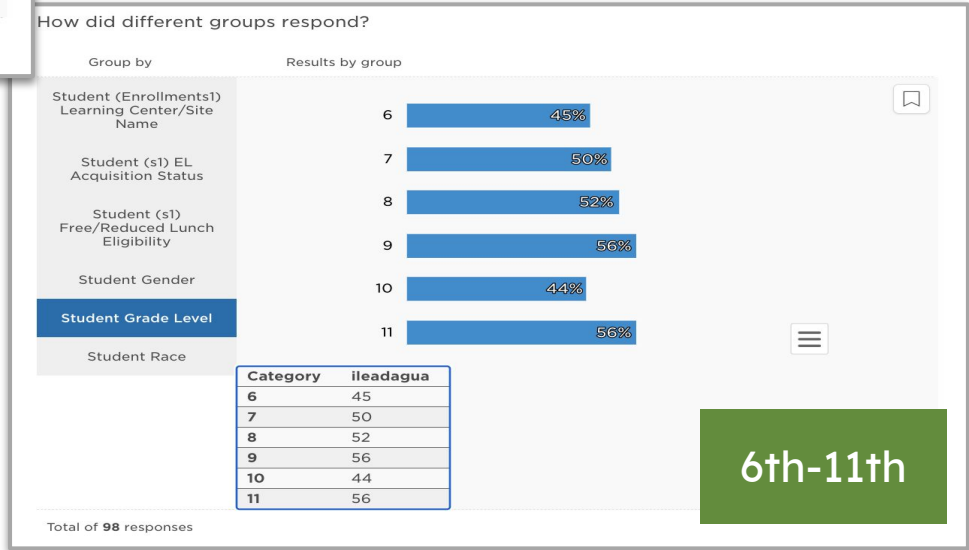 How did different groups respond?
Group by
Results by group
Student (Enrollments1)
Learning Center/Site
Name
Student (s1) EL
Acquisition Status
Student (s1)
Free/Reduced Lunch
Eligibility
Student Gender
Student Grade Level
Student Race
6 45%
7 50%
8 52%
9 56%
10 44%
11 56%
Category ileadagua
6 45
7 50
8 52
9 56
10 44
11 56
6th-11th
Total of 98 responses